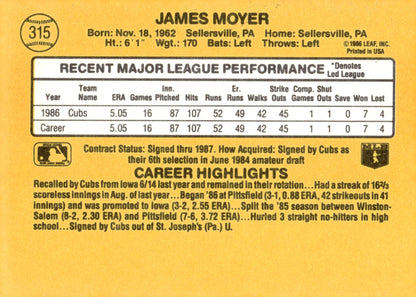 315
JAMES MOYER
Born: Nov. 18, 1962 Sellersville, PA Home: Sellersville, PA
Ht.: 6'1" Wgt.: 170 Bats: Left Throws: Left
©1986 LEAF, INC.
Printed in USA
RECENT MAJOR LEAGUE PERFORMANCE *Denotes Led League
Year Team Name ERA Games Inn. Pitched Hits Runs Er. Runs Walks Strike Outs Comp. Games Shut Outs Save Won Lost
1986 Cubs 5.05 16 87 107 52 49 42 45 1 1 0 7 4
Career 5.05 16 87 107 52 49 42 45 1 1 0 7 4
Contract Status: Signed thru 1987. How Acquired: Signed by Cubs as
their 6th selection in June 1984 amateur draft
CAREER HIGHLIGHTS
Recalled by Cubs from Iowa 6/14 last year and remained in their rotation...Had a streak of 16⅔
scoreless innings in Aug. of last year...Began '86 at Pittsfield (3-1, 0.88 ERA, 42 strikeouts in 41
innings) and was promoted to Iowa (3-2, 2.55 ERA)...Split the '85 season between Winston-
Salem (8-2, 2.30 ERA) and Pittsfield (7-6, 3.72 ERA)...Hurled 3 straight no-hitters in high
school...Signed by Cubs out of St. Joseph's (Pa.) U.